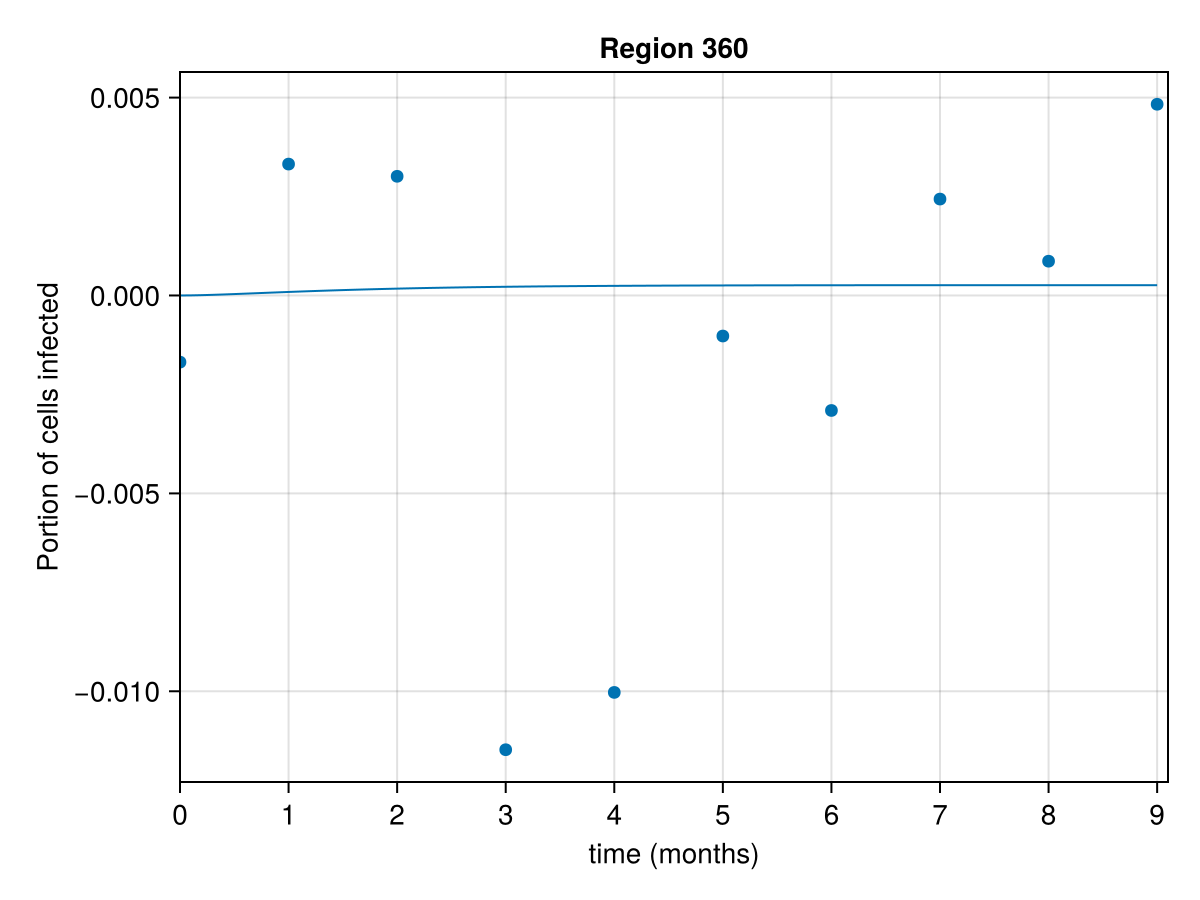 Region 360
0.005
0.000
−0.005
−0.010
Portion of cells infected
0 1 2 3 4 5 6 7 8 9
time (months)